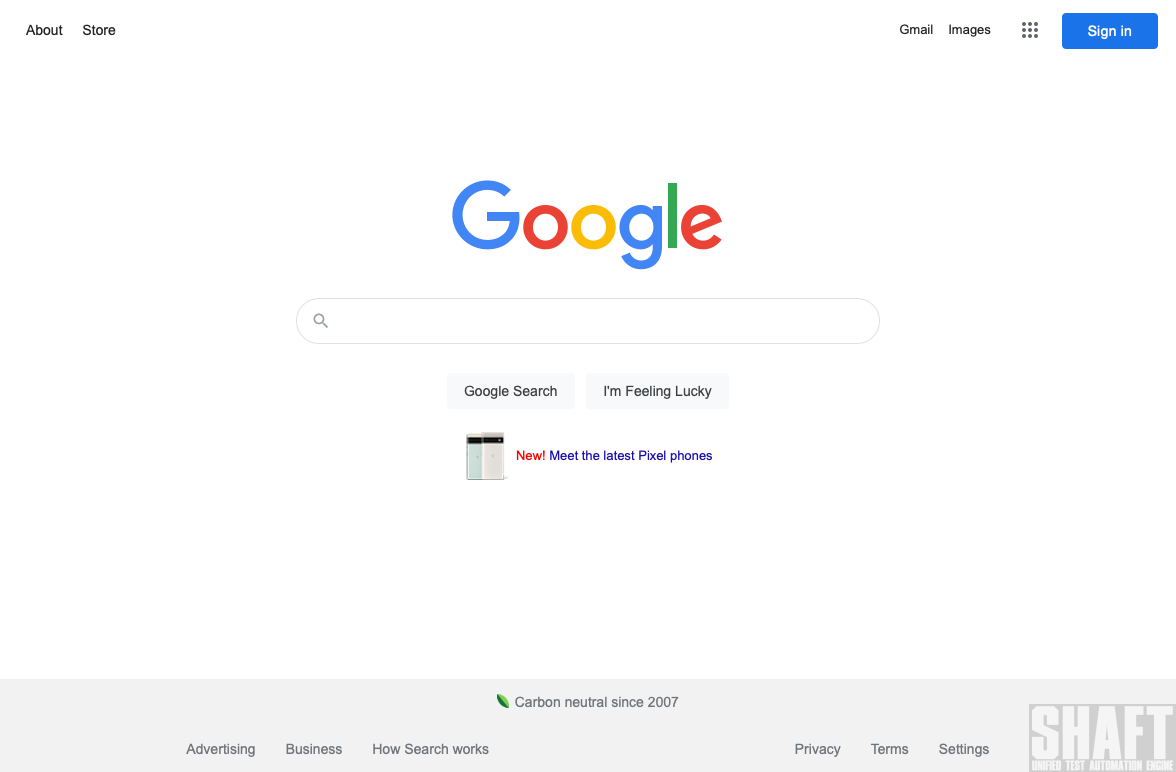 About Store Gmail Images Sign in
Google
Google Search I'm Feeling Lucky
New! Meet the latest Pixel phones
Carbon neutral since 2007
Advertising Business How Search works Privacy Terms Settings
SHAFT
UNIFIED TEST AUTOMATION ENGINE